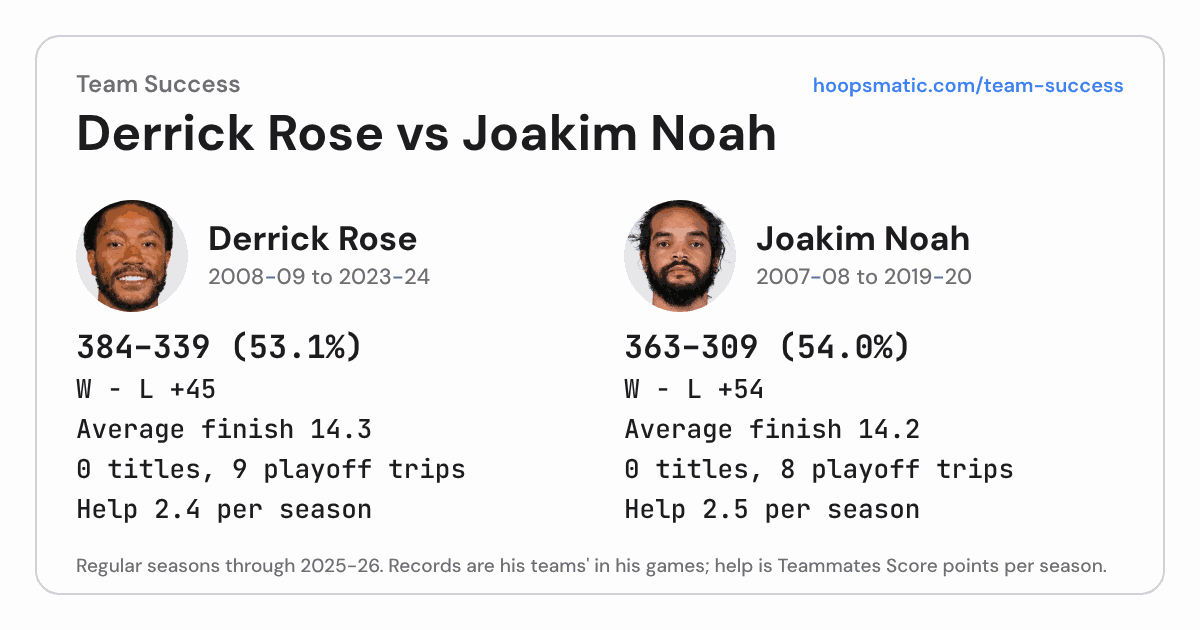 Team Success
hoopsmatic.com/team-success
Derrick Rose vs Joakim Noah
Derrick Rose
2008-09 to 2023-24
384-339 (53.1%)
W - L +45
Average finish 14.3
0 titles, 9 playoff trips
Help 2.4 per season
Joakim Noah
2007-08 to 2019-20
363-309 (54.0%)
W - L +54
Average finish 14.2
0 titles, 8 playoff trips
Help 2.5 per season
Regular seasons through 2025-26. Records are his teams' in his games; help is Teammates Score points per season.